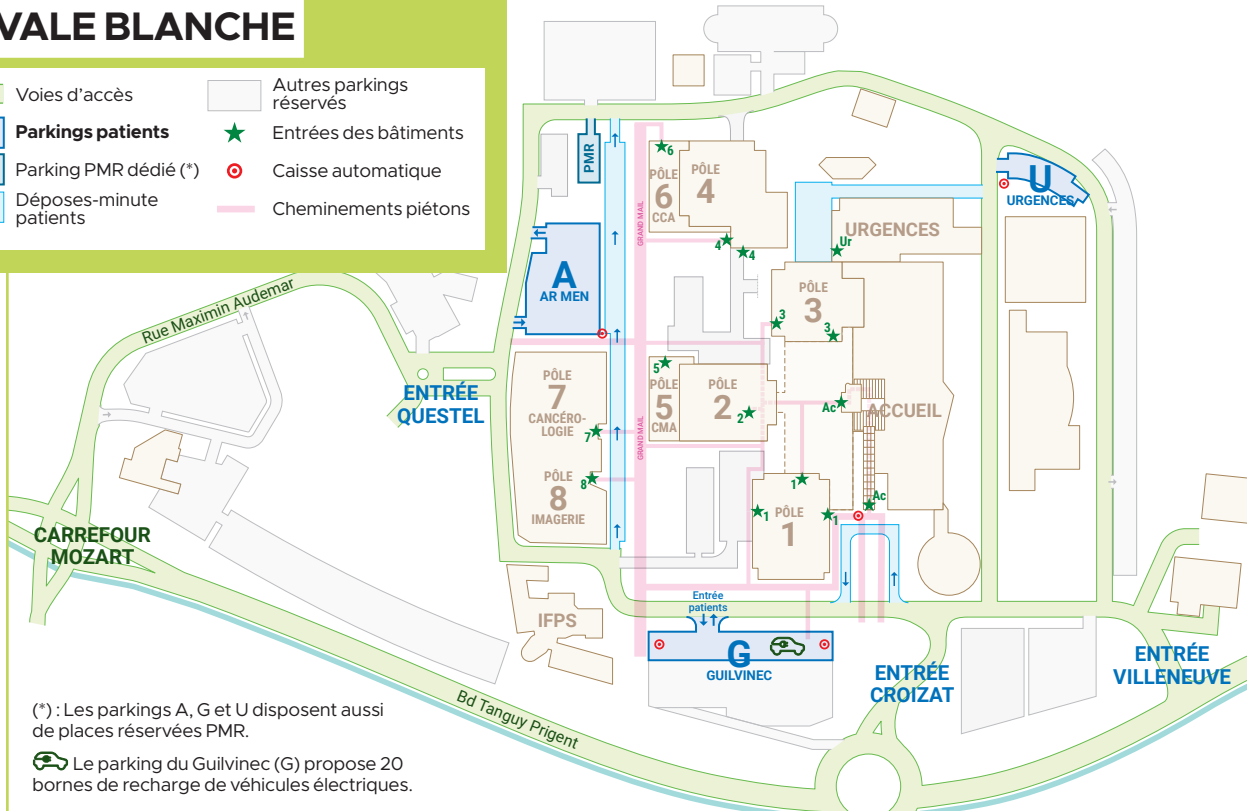 VALE BLANCHE
Voies d'accès
Parkings patients
Parking PMR dédié (*)
Déposes-minute
patients
Autres parkings
réservés
Entrées des bâtiments
Caisse automatique
Cheminements piétons
PMR
6
PÔLE
6
CCA
PÔLE
4
GRAND MAIL
4
4
U
URGENCES
URGENCES
Ur
A
AR MEN
PÔLE
3
3
3
Rue Maximin Audemar
ENTRÉE
QUESTEL
PÔLE
7
CANCÉRO-
LOGIE
7
PÔLE
8
IMAGERIE
8
5
PÔLE
5
CMA
PÔLE
2
2
GRAND MAIL
Ac
ACCUEIL
Ac
1
PÔLE
1
1
1
CARREFOUR
MOZART
IFPS
Entrée
patients
G
GUILVINEC
ENTRÉE
CROIZAT
ENTRÉE
VILLENEUVE
Bd Tanguy Prigent
(*) : Les parkings A, G et U disposent aussi
de places réservées PMR.
Le parking du Guilvinec (G) propose 20
bornes de recharge de véhicules électriques.